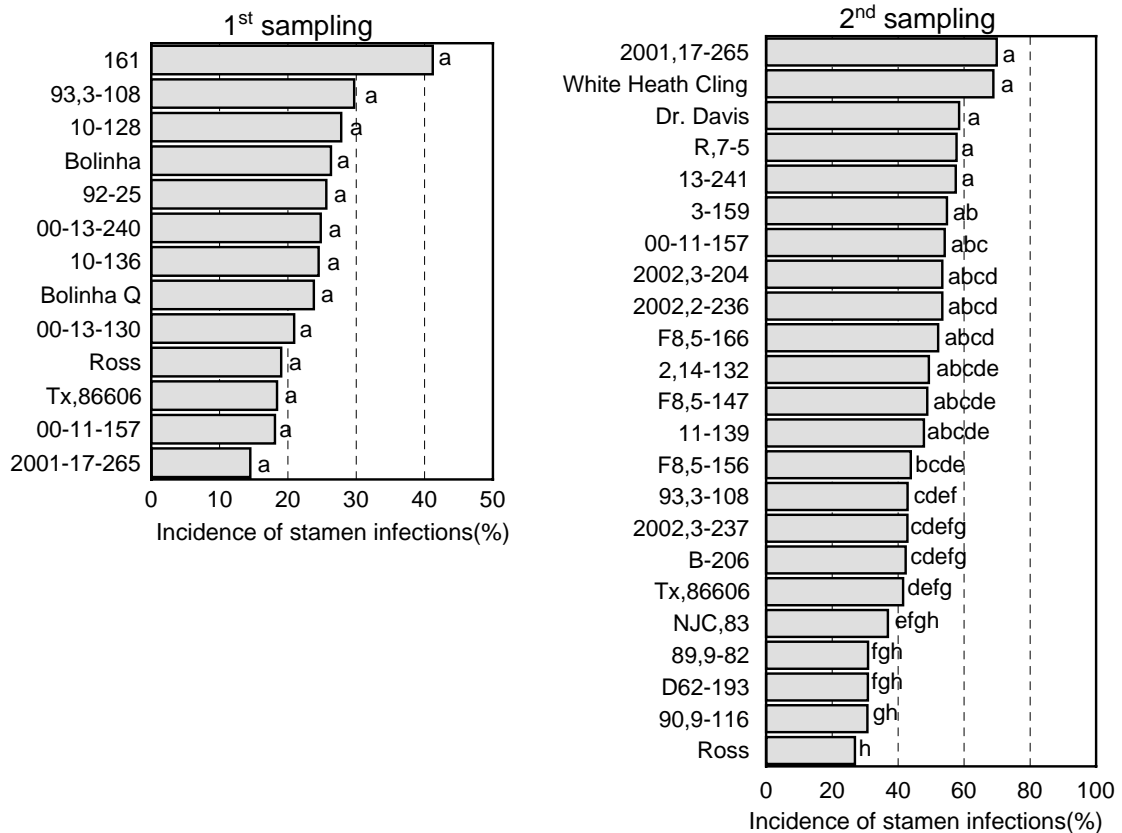 1st sampling
161 a
93,3-108 a
10-128 a
Bolinha a
92-25 a
00-13-240 a
10-136 a
Bolinha Q a
00-13-130 a
Ross a
Tx,86606 a
00-11-157 a
2001-17-265 a
0 10 20 30 40 50
Incidence of stamen infections(%)
2nd sampling
2001,17-265 a
White Heath Cling a
Dr. Davis a
R,7-5 a
13-241 a
3-159 ab
00-11-157 abc
2002,3-204 abcd
2002,2-236 abcd
F8,5-166 abcd
2,14-132 abcde
F8,5-147 abcde
11-139 abcde
F8,5-156 bcde
93,3-108 cdef
2002,3-237 cdefg
B-206 cdefg
Tx,86606 defg
NJC,83 efgh
89,9-82 fgh
D62-193 fgh
90,9-116 gh
Ross h
0 20 40 60 80 100
Incidence of stamen infections(%)